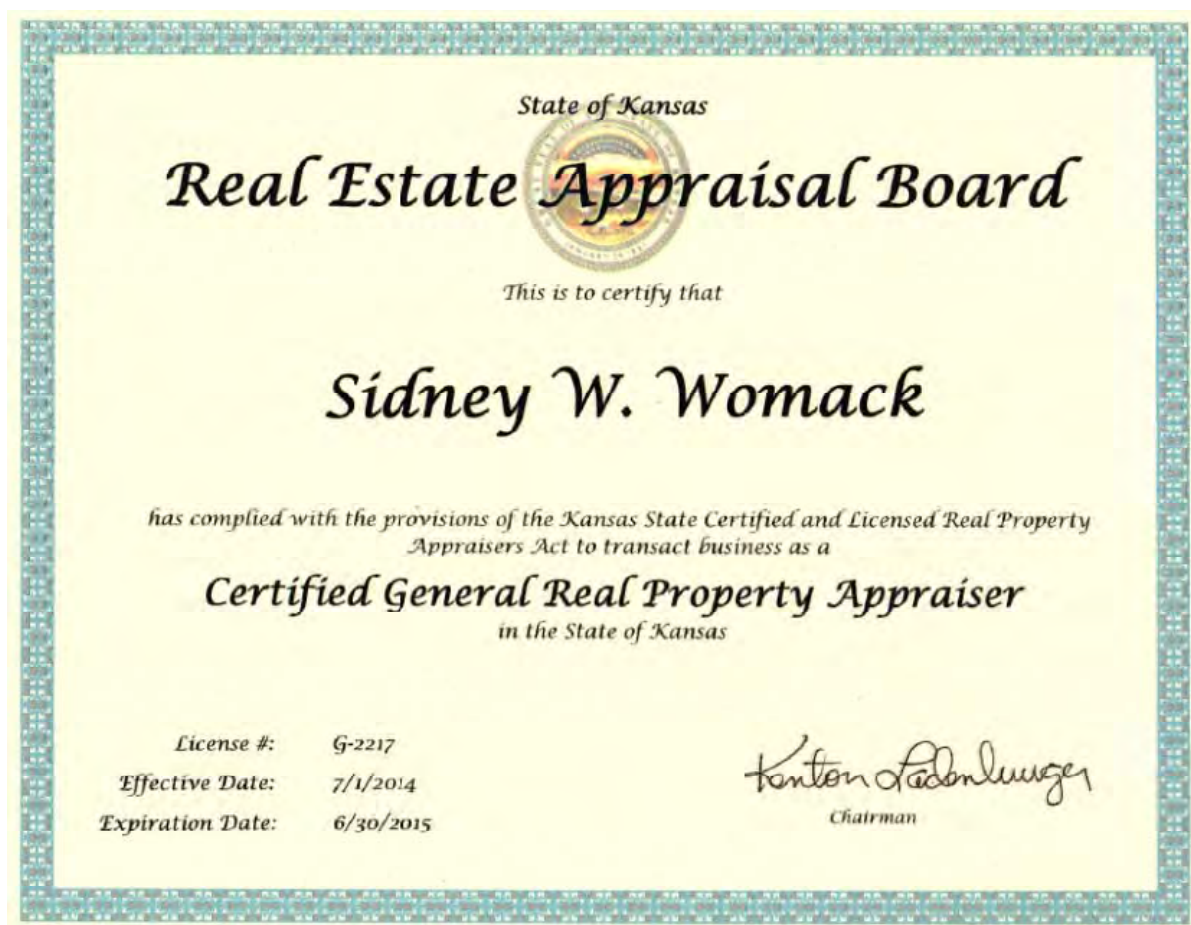 State of Kansas
Real Estate Appraisal Board
This is to certify that
Sidney W. Womack
has complied with the provisions of the Kansas State Certified and Licensed Real Property
Appraisers Act to transact business as a
Certified General Real Property Appraiser
in the State of Kansas
License #: G-2217
Effective Date: 7/1/2014
Expiration Date: 6/30/2015
Kenton Ladenburger
Chairman